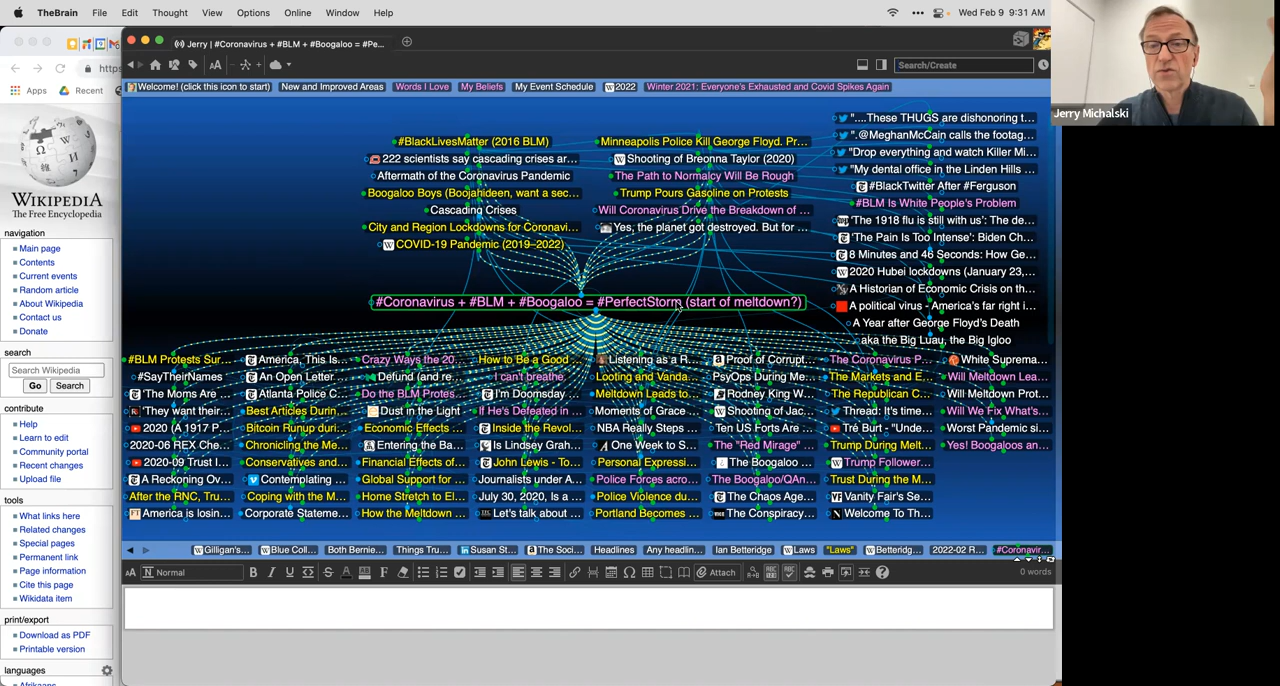 TheBrain File Edit Thought View Options Online Window Help
Wed Feb 9 9:31 AM
Jerry | #Coronavirus + #BLM + #Boogaloo = #Pe...
https
Apps Recent
AA
Search/Create
Welcome! (click this icon to start) New and Improved Areas Words I Love My Beliefs My Event Schedule 2022 Winter 2021: Everyone's Exhausted and Covid Spikes Again
Jerry Michalski
WIKIPEDIA
The Free Encyclopedia
navigation
Main page
Contents
Current events
Random article
About Wikipedia
Community portal
Donate
search
Search Wikipedia
Go Search
contribute
Help
Learn to edit
Community portal
Recent changes
Upload file
tools
What links here
Related changes
Special pages
Permanent link
Page information
Cite this page
Wikidata item
print/export
Download as PDF
Printable version
languages
Afrikaans
#BlackLivesMatter (2016 BLM)
222 scientists say cascading crises ar...
Aftermath of the Coronavirus Pandemic
Boogaloo Boys (Boojahideen, want a sec...
Cascading Crises
City and Region Lockdowns for Coronavi...
COVID-19 Pandemic (2019–2022)
Minneapolis Police Kill George Floyd. Pr...
Shooting of Breonna Taylor (2020)
The Path to Normalcy Will be Rough
Trump Pours Gasoline on Protests
Will Coronavirus Drive the Breakdown of ...
Yes, the planet got destroyed. But for ...
"....These THUGS are dishonoring t...
".@MeghanMcCain calls the footag...
"Drop everything and watch Killer Mi...
"My dental office in the Linden Hills ...
#BlackTwitter After #Ferguson
#BLM Is White People's Problem
'The 1918 flu is still with us': The de...
'The Pain Is Too Intense': Biden Ch...
8 Minutes and 46 Seconds: How Ge...
2020 Hubei lockdowns (January 23,...
A Historian of Economic Crisis on th...
A political virus - America's far right i...
A Year after George Floyd's Death
aka the Big Luau, the Big Igloo
#Coronavirus + #BLM + #Boogaloo = #PerfectStorm (start of meltdown?)
#BLM Protests Sur...
#SayTheirNames
'The Moms Are ...
'They want their...
2020 (A 1917 P...
2020-06 REX Che...
2020-09 Trust I...
A Reckoning Ov...
After the RNC, Tru...
America is losin...
America, This Is...
An Open Letter ...
Atlanta Police C...
Best Articles Durin...
Bitcoin Runup duri...
Chronicling the Me...
Conservatives and...
Contemplating ...
Coping with the M...
Corporate Stateme...
Crazy Ways the 20...
Defund (and re...
Do the BLM Protes...
Dust in the Light
Economic Effects ...
Entering the Ba...
Financial Effects of...
Global Support for ...
Home Stretch to El...
How the Meltdown ...
How to Be a Good ...
I can't breathe.
I'm Doomsday ...
If He's Defeated in ...
Inside the Revol...
Is Lindsey Grah...
John Lewis - To...
Journalists under A...
July 30, 2020, Is a ...
Let's talk about ...
Listening as a R...
Looting and Vanda...
Meltdown Leads to...
Moments of Grace ...
NBA Really Steps ...
One Week to S...
Personal Expressi...
Police Forces acro...
Police Violence du...
Portland Becomes ...
Proof of Corrupt...
PsyOps During Me...
Rodney King W...
Shooting of Jac...
Ten US Forts Are ...
The "Red Mirage"
The Boogaloo ...
The Boogaloo/QAn...
The Chaos Age...
The Conspiracy...
The Coronavirus P...
The Markets and E...
The Republican C...
Thread: It's time...
Tré Burt - "Unde...
Trump During Melt...
Trump Follower...
Trust During the M...
Vanity Fair's Se...
Welcome To Th...
White Suprema...
Will Meltdown Lea...
Will Meltdown Prot...
Will We Fix What's...
Worst Pandemic si...
Yes! Boogaloos an...
Gilligan's... Blue Coll... Both Bernie... Things Tru... Susan St... The Soci... Headlines Any headlin... Ian Betteridge Laws "Laws" Betteridg... 2022-02 R... #Coronavir...
AA Normal B I U S A F Attach 0 words